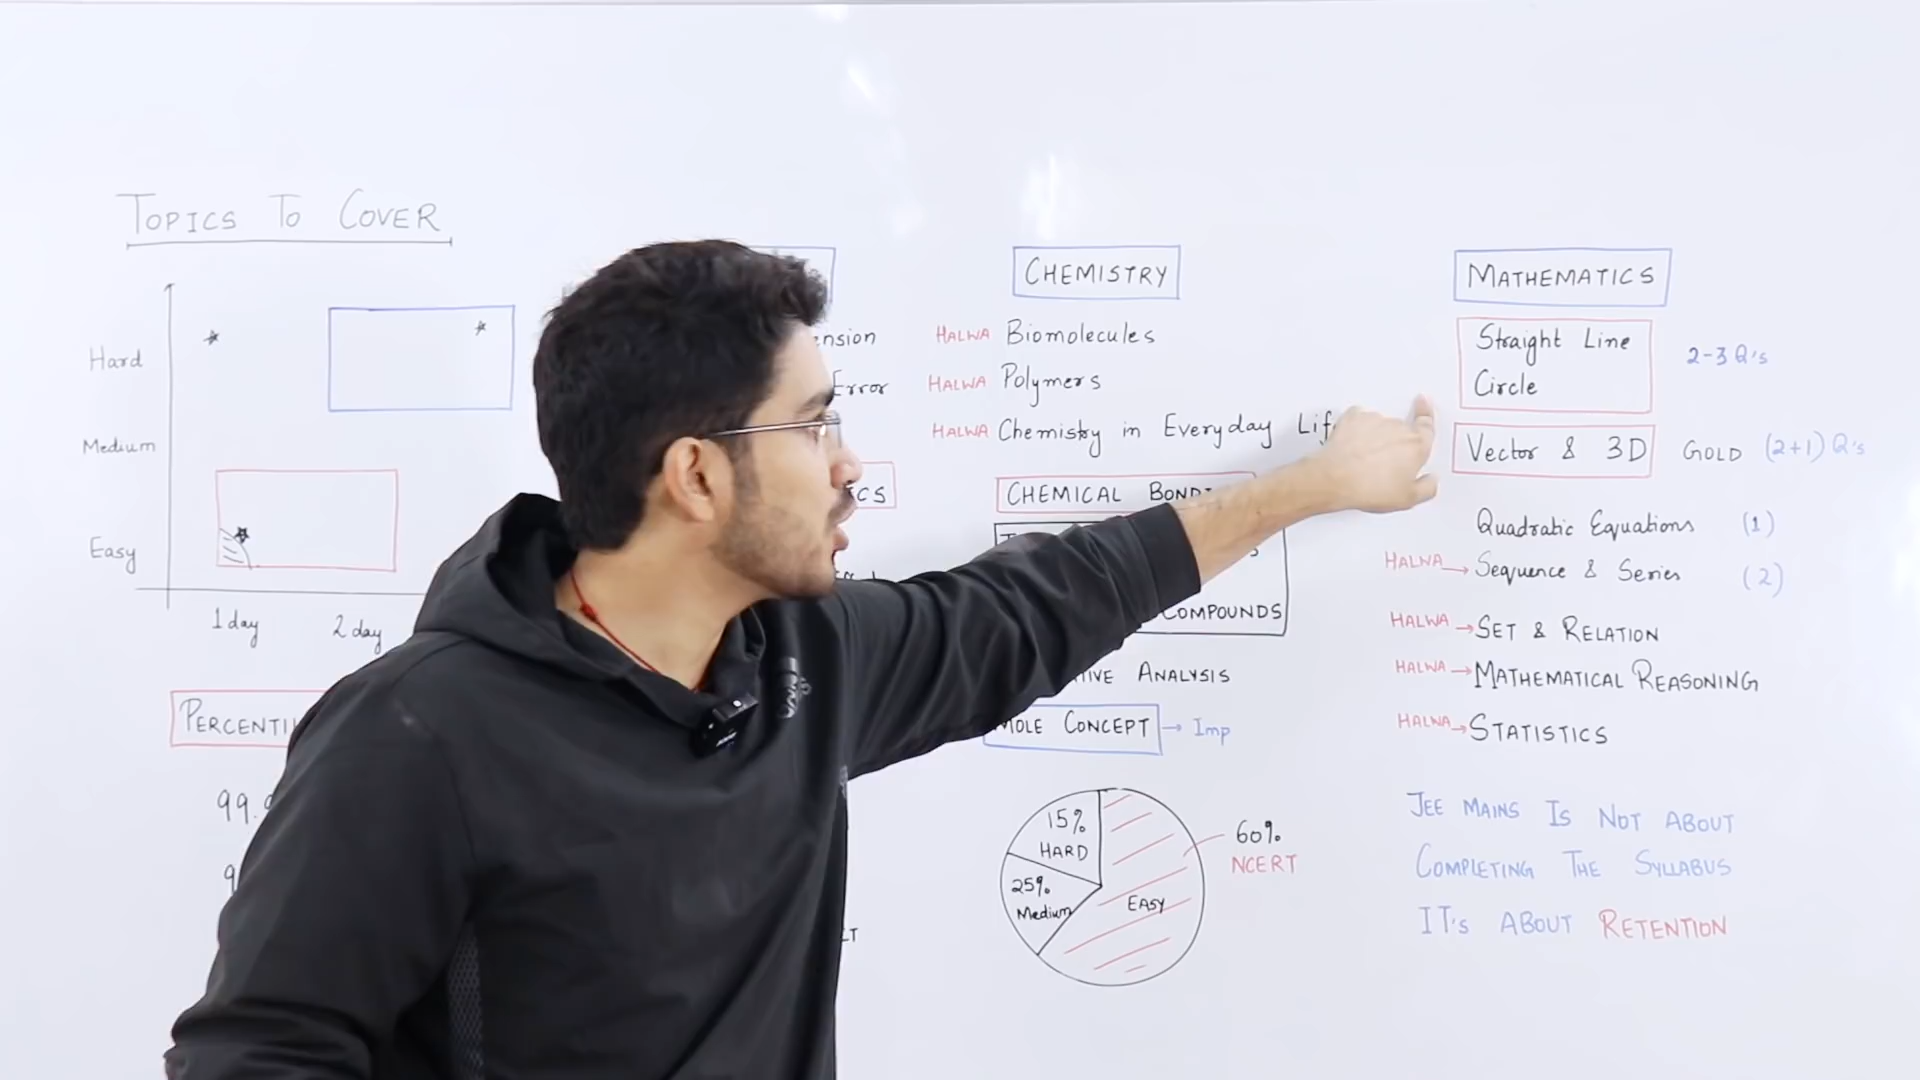 TOPICS TO COVER
Hard
Medium
Easy
1 day
2 day
PERCENTI
99.
Error
CS
CHEMISTRY
HALWA Biomolecules
HALWA Polymers
HALWA Chemistry in Everyday Lif
CHEMICAL BOND
COMPOUNDS
ANALYSIS
MOLE CONCEPT → Imp
15%
HARD
25%
Medium
EASY
60%
NCERT
MATHEMATICS
Straight Line
Circle
2-3 Q's
Vector & 3D GOLD (2+1) Q's
Quadratic Equations (1)
HALWA → Sequence & Series (2)
HALWA → SET & RELATION
HALWA → MATHEMATICAL REASONING
HALWA → STATISTICS
JEE MAINS IS NOT ABOUT
COMPLETING THE SYLLABUS
IT's ABOUT RETENTION